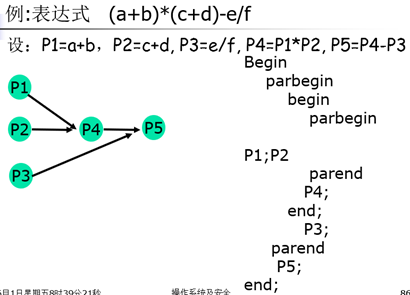 例:表达式 (a+b)*(c+d)-e/f
设：P1=a+b，P2=c+d, P3=e/f, P4=P1*P2, P5=P4-P3
Begin
parbegin
begin
parbegin
P1;P2
parend
P4;
end;
P3;
parend
P5;
end;
P1
P2
P4
P5
P3
月1日星期五8时39分21秒
操作系统及安全
86